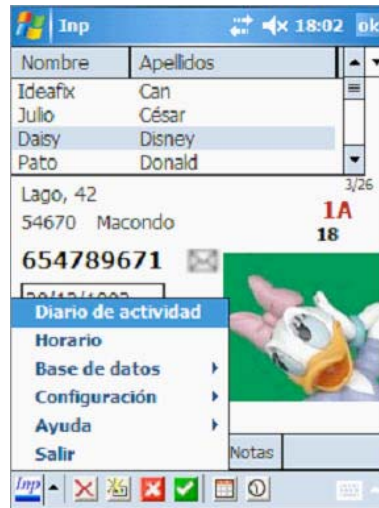 Inp 18:02 ok
Nombre Apellidos
Ideafix Can
Julio César
Daisy Disney
Pato Donald
3/26
Lago, 42
1A
54670 Macondo
18
654789671
Diario de actividad
Horario
Base de datos
Configuración
Ayuda
Salir
Notas
Inp